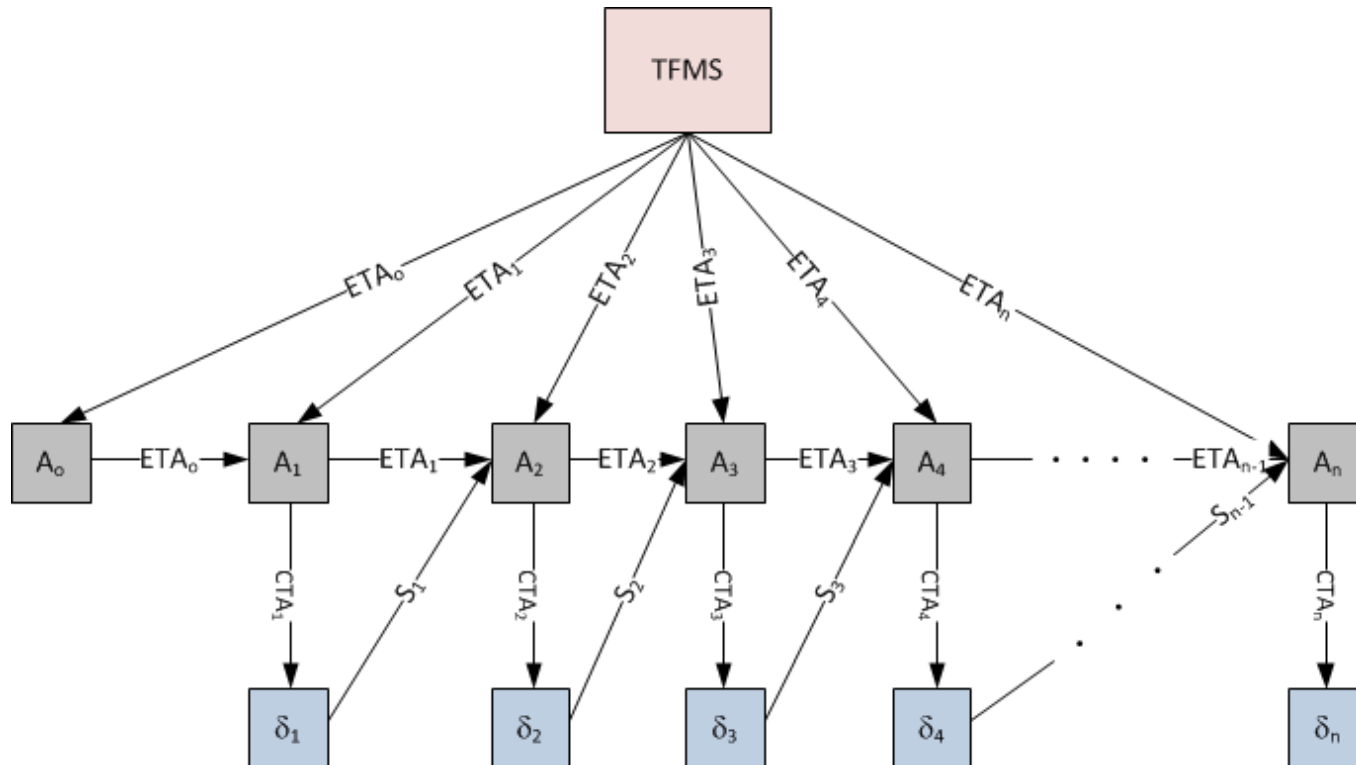 TFMS
ETAₒ
ETA₁
ETA₂
ETA₃
ETA₄
ETAₙ
Aₒ
ETAₒ
A₁
ETA₁
A₂
ETA₂
A₃
ETA₃
A₄
. . . .
ETAₙ₋₁
Aₙ
CTA₁
S₁
CTA₂
S₂
CTA₃
S₃
CTA₄
Sₙ₋₁
CTAₙ
δ₁
δ₂
δ₃
δ₄
δₙ